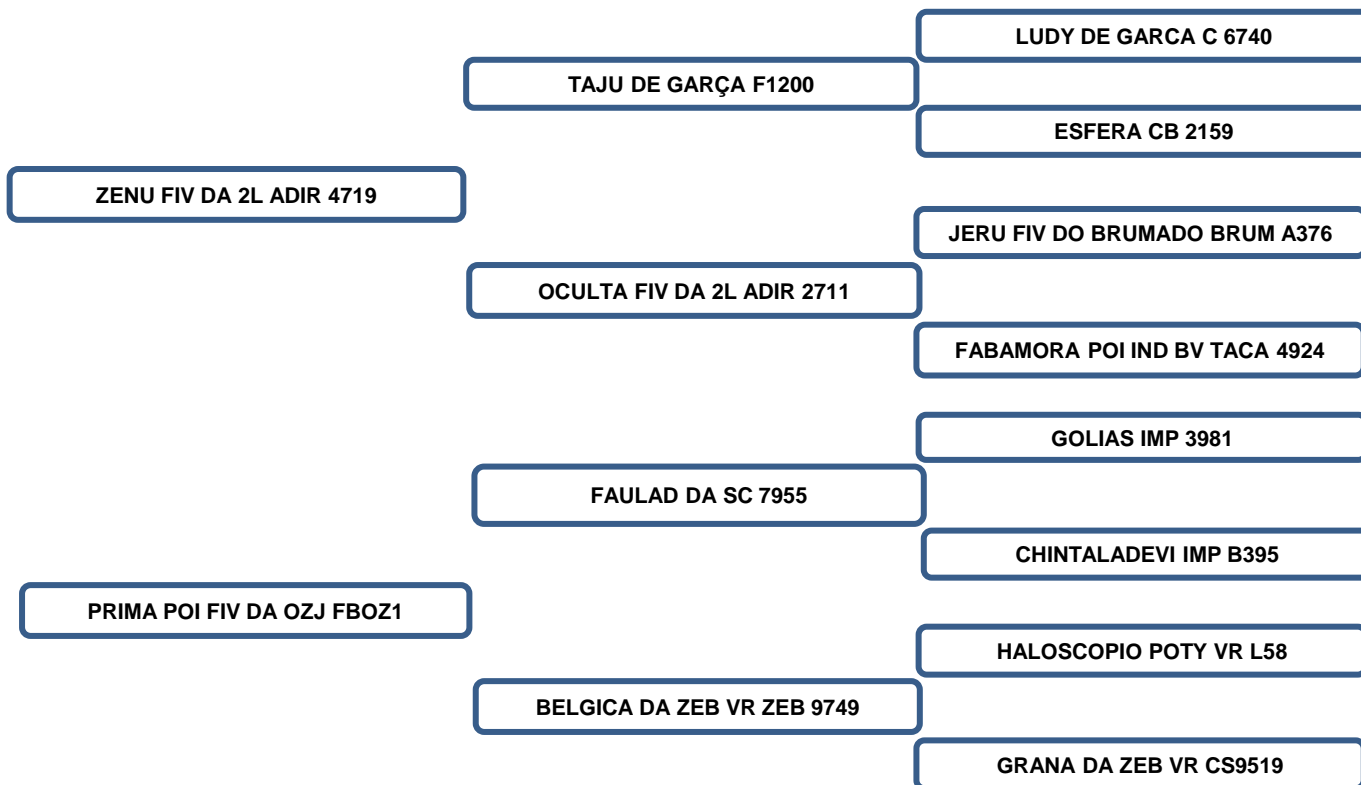 LUDY DE GARCA C 6740
TAJU DE GARÇA F1200
ESFERA CB 2159
ZENU FIV DA 2L ADIR 4719
JERU FIV DO BRUMADO BRUM A376
OCULTA FIV DA 2L ADIR 2711
FABAMORA POI IND BV TACA 4924
GOLIAS IMP 3981
FAULAD DA SC 7955
CHINTALADEVI IMP B395
PRIMA POI FIV DA OZJ FBOZ1
HALOSCOPIO POTY VR L58
BELGICA DA ZEB VR ZEB 9749
GRANA DA ZEB VR CS9519